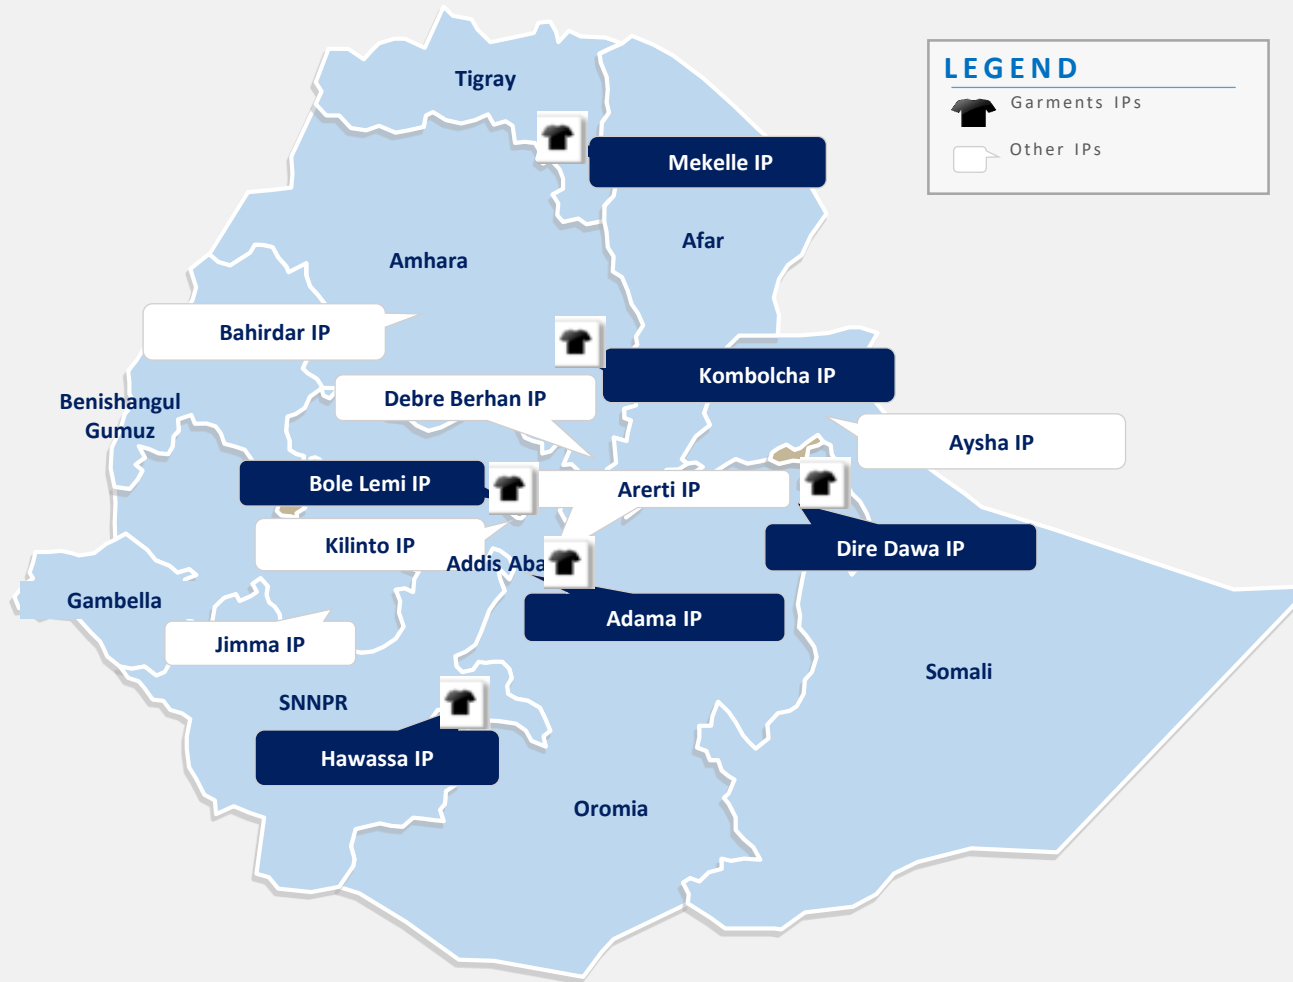 LEGEND
Garments IPs
Other IPs
Tigray
Mekelle IP
Afar
Amhara
Bahirdar IP
Kombolcha IP
Debre Berhan IP
Benishangul
Gumuz
Aysha IP
Bole Lemi IP
Arerti IP
Kilinto IP
Dire Dawa IP
Addis Aba
Gambella
Adama IP
Jimma IP
Somali
SNNPR
Hawassa IP
Oromia